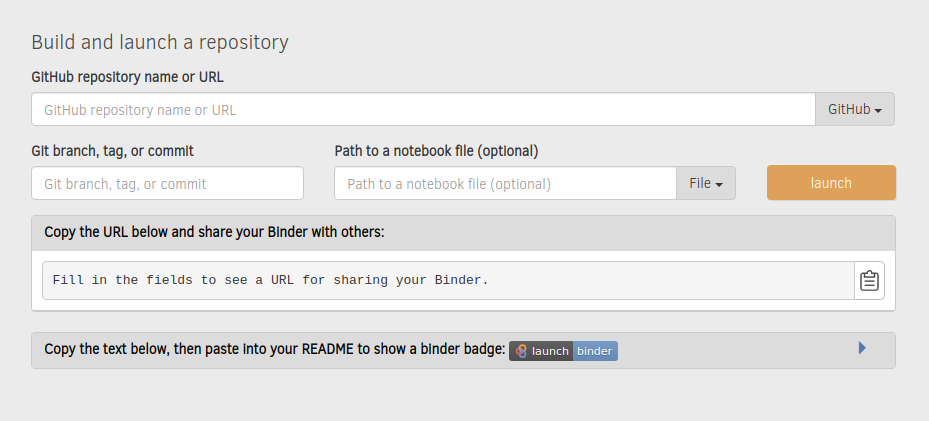 Build and launch a repository
GitHub repository name or URL
GitHub repository name or URL
GitHub
Git branch, tag, or commit
Path to a notebook file (optional)
Git branch, tag, or commit
Path to a notebook file (optional)
File
launch
Copy the URL below and share your Binder with others:
Fill in the fields to see a URL for sharing your Binder.
Copy the text below, then paste into your README to show a binder badge: launch binder